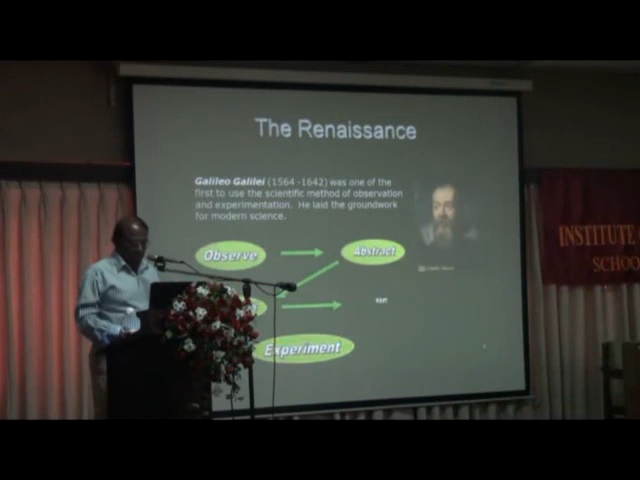 The Renaissance
Galileo Galilei (1564 -1642) was one of the
first to use the scientific method of observation
and experimentation. He laid the groundwork
for modern science.
Observe
Abstract
Experiment
INSTITUTE
SCHOOL